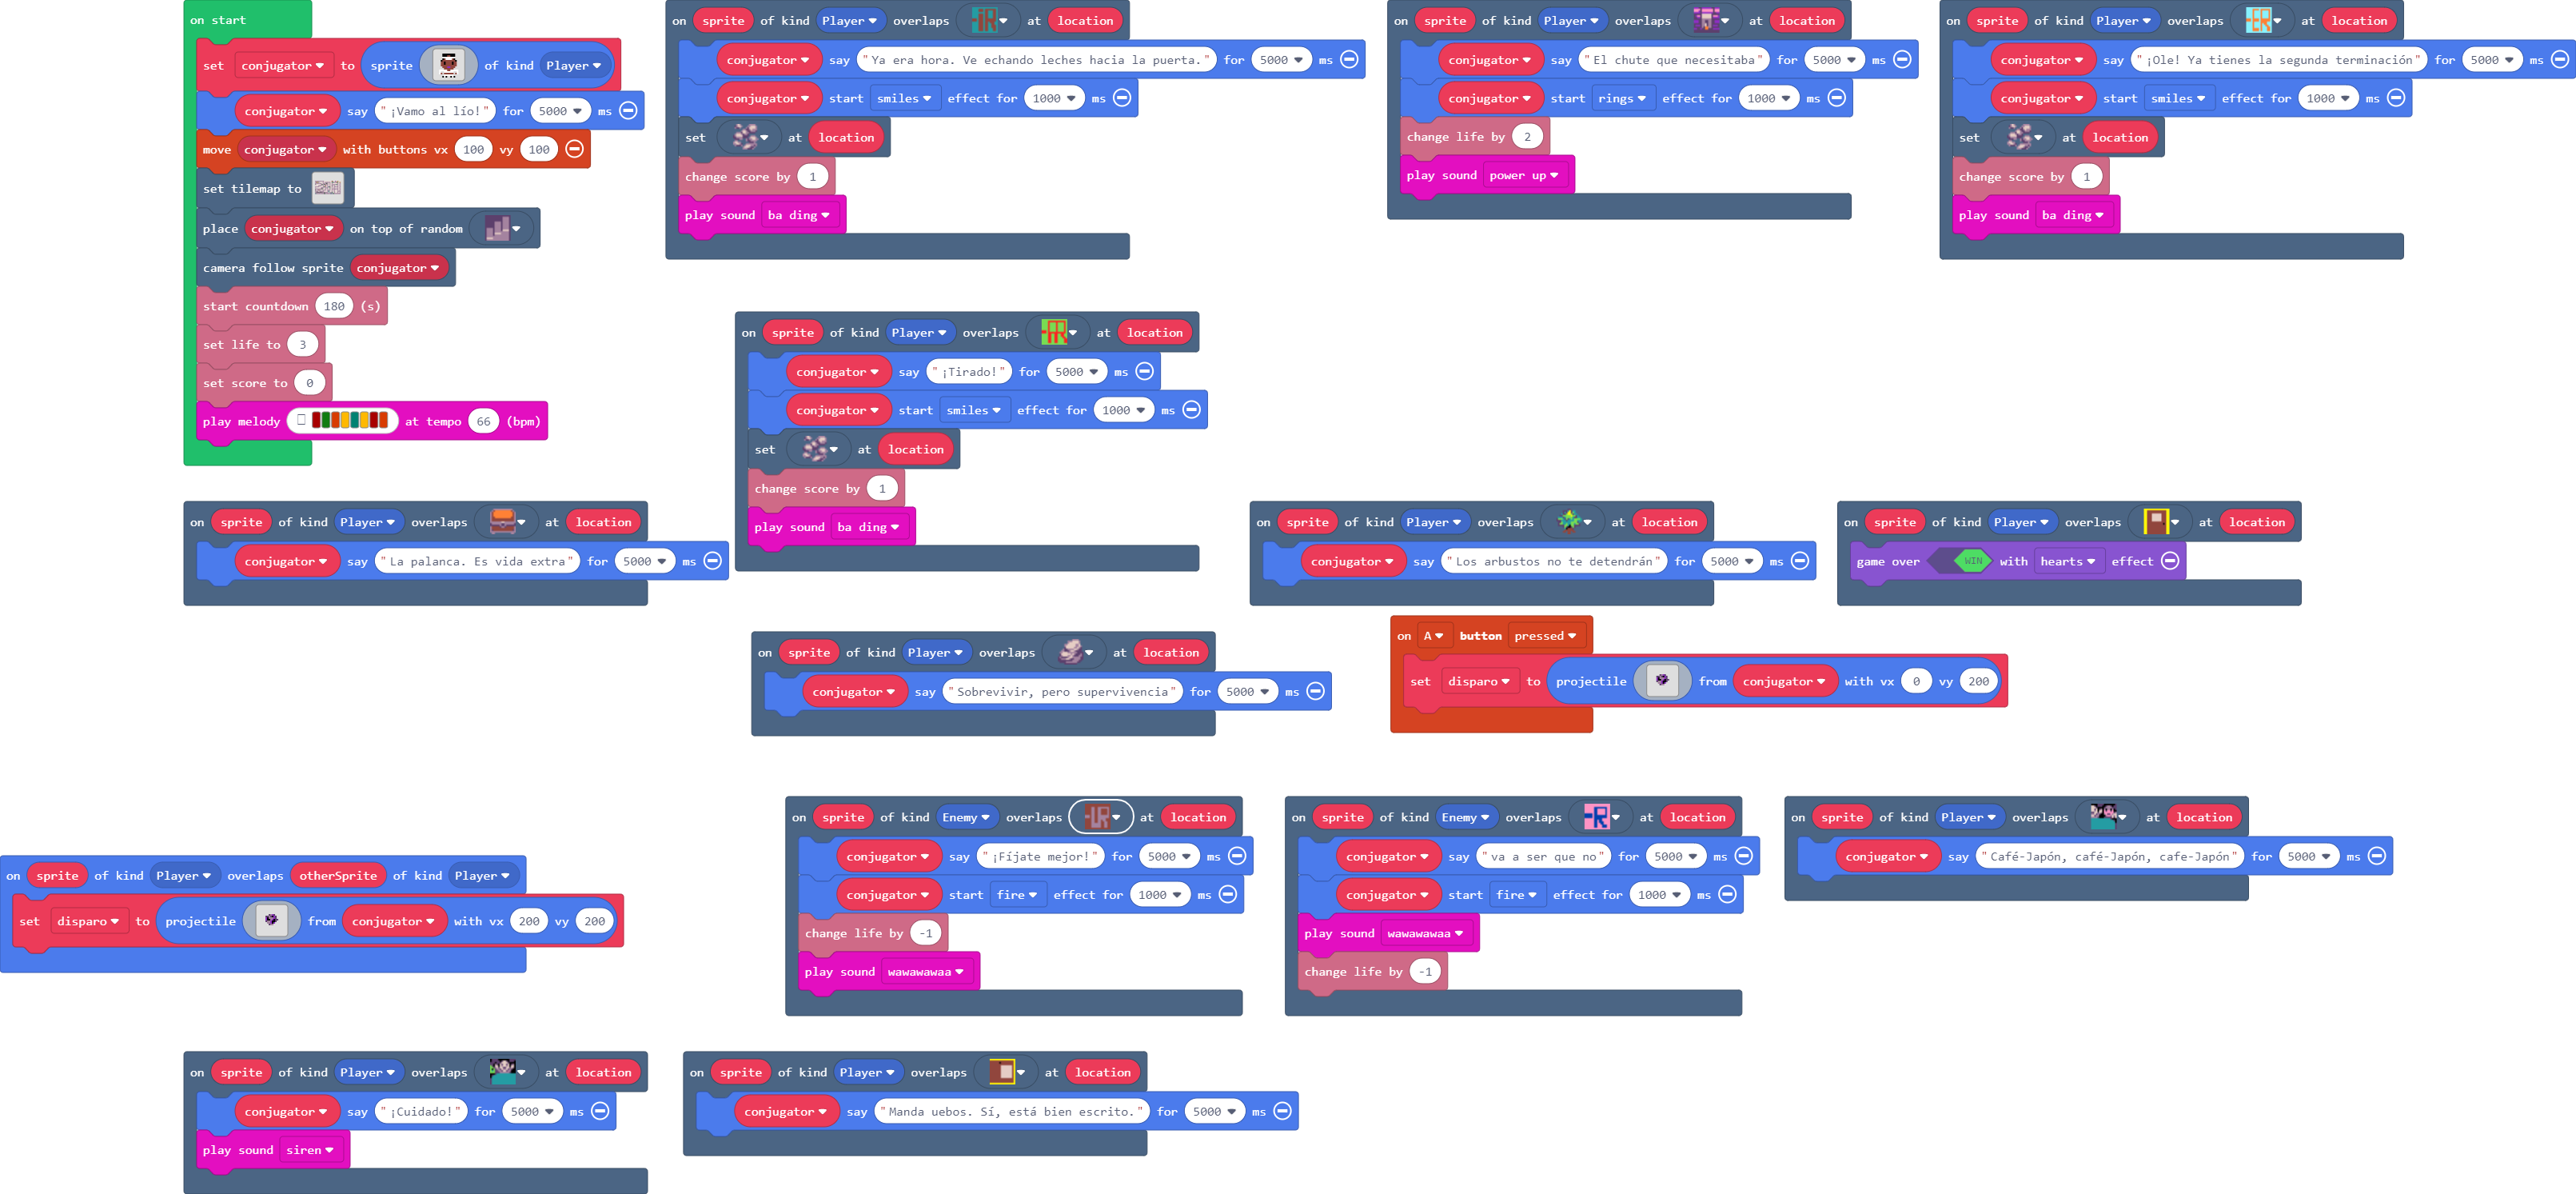 on start
set conjugator to sprite of kind Player
conjugator say "¡Vamo al lío!" for 5000 ms
move conjugator with buttons vx 100 vy 100
set tilemap to
place conjugator on top of random
camera follow sprite conjugator
start countdown 180 (s)
set life to 3
set score to 0
play melody at tempo 66 (bpm)
on sprite of kind Player overlaps -iR at location
conjugator say "Ya era hora. Ve echando leches hacia la puerta." for 5000 ms
conjugator start smiles effect for 1000 ms
set at location
change score by 1
play sound ba ding
on sprite of kind Player overlaps at location
conjugator say "El chute que necesitaba" for 5000 ms
conjugator start rings effect for 1000 ms
change life by 2
play sound power up
on sprite of kind Player overlaps -ER at location
conjugator say "¡Ole! Ya tienes la segunda terminación" for 5000 ms
conjugator start smiles effect for 1000 ms
set at location
change score by 1
play sound ba ding
on sprite of kind Player overlaps at location
conjugator say "¡Tirado!" for 5000 ms
conjugator start smiles effect for 1000 ms
set at location
change score by 1
play sound ba ding
on sprite of kind Player overlaps at location
conjugator say "La palanca. Es vida extra" for 5000 ms
on sprite of kind Player overlaps at location
conjugator say "Los arbustos no te detendrán" for 5000 ms
on sprite of kind Player overlaps at location
game over WIN with hearts effect
on sprite of kind Player overlaps at location
conjugator say "Sobrevivir, pero supervivencia" for 5000 ms
on A button pressed
set disparo to projectile from conjugator with vx 0 vy 200
on sprite of kind Player overlaps otherSprite of kind Player
set disparo to projectile from conjugator with vx 200 vy 200
on sprite of kind Enemy overlaps -UR at location
conjugator say "¡Fíjate mejor!" for 5000 ms
conjugator start fire effect for 1000 ms
change life by -1
play sound wawawawaa
on sprite of kind Enemy overlaps -R at location
conjugator say "va a ser que no" for 5000 ms
conjugator start fire effect for 1000 ms
play sound wawawawaa
change life by -1
on sprite of kind Player overlaps at location
conjugator say "Café-Japón, café-Japón, cafe-Japón" for 5000 ms
on sprite of kind Player overlaps at location
conjugator say "¡Cuidado!" for 5000 ms
play sound siren
on sprite of kind Player overlaps at location
conjugator say "Manda uebos. Sí, está bien escrito." for 5000 ms